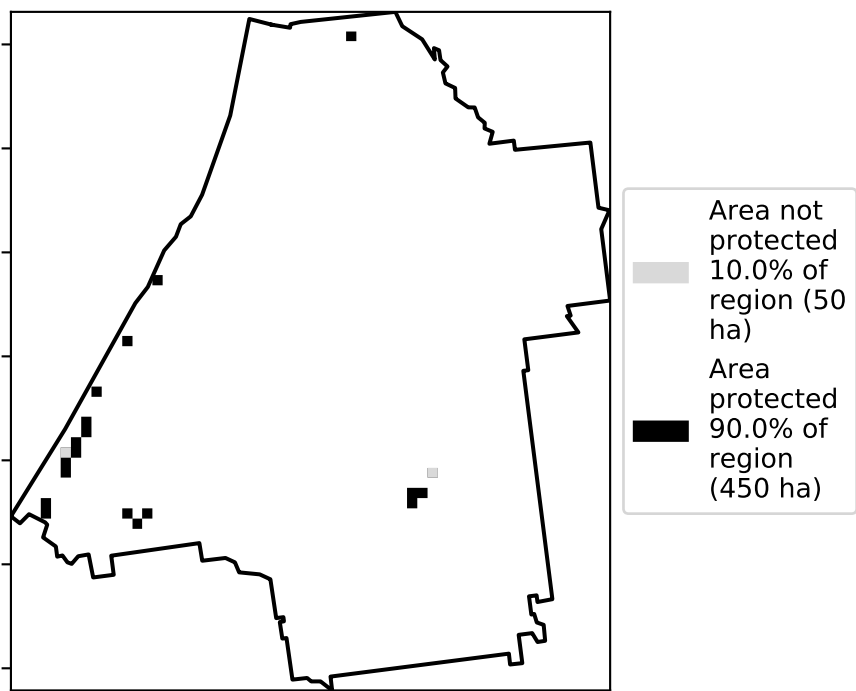 Area not
protected
10.0% of
region (50
ha)
Area
protected
90.0% of
region
(450 ha)